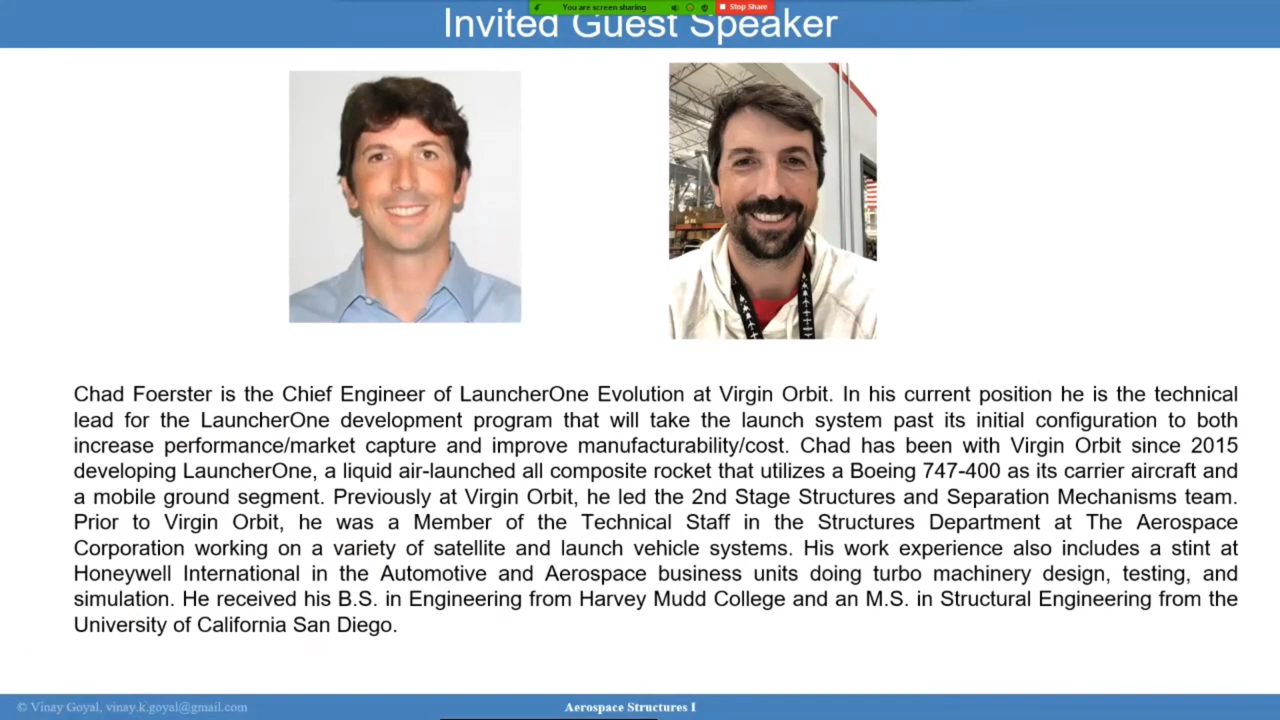 You are screen sharing
Stop Share
Invited Guest Speaker
Chad Foerster is the Chief Engineer of LauncherOne Evolution at Virgin Orbit. In his current position he is the technical
lead for the LauncherOne development program that will take the launch system past its initial configuration to both
increase performance/market capture and improve manufacturability/cost. Chad has been with Virgin Orbit since 2015
developing LauncherOne, a liquid air-launched all composite rocket that utilizes a Boeing 747-400 as its carrier aircraft and
a mobile ground segment. Previously at Virgin Orbit, he led the 2nd Stage Structures and Separation Mechanisms team.
Prior to Virgin Orbit, he was a Member of the Technical Staff in the Structures Department at The Aerospace
Corporation working on a variety of satellite and launch vehicle systems. His work experience also includes a stint at
Honeywell International in the Automotive and Aerospace business units doing turbo machinery design, testing, and
simulation. He received his B.S. in Engineering from Harvey Mudd College and an M.S. in Structural Engineering from the
University of California San Diego.
© Vinay Goyal, vinay.k.goyal@gmail.com
Aerospace Structures I